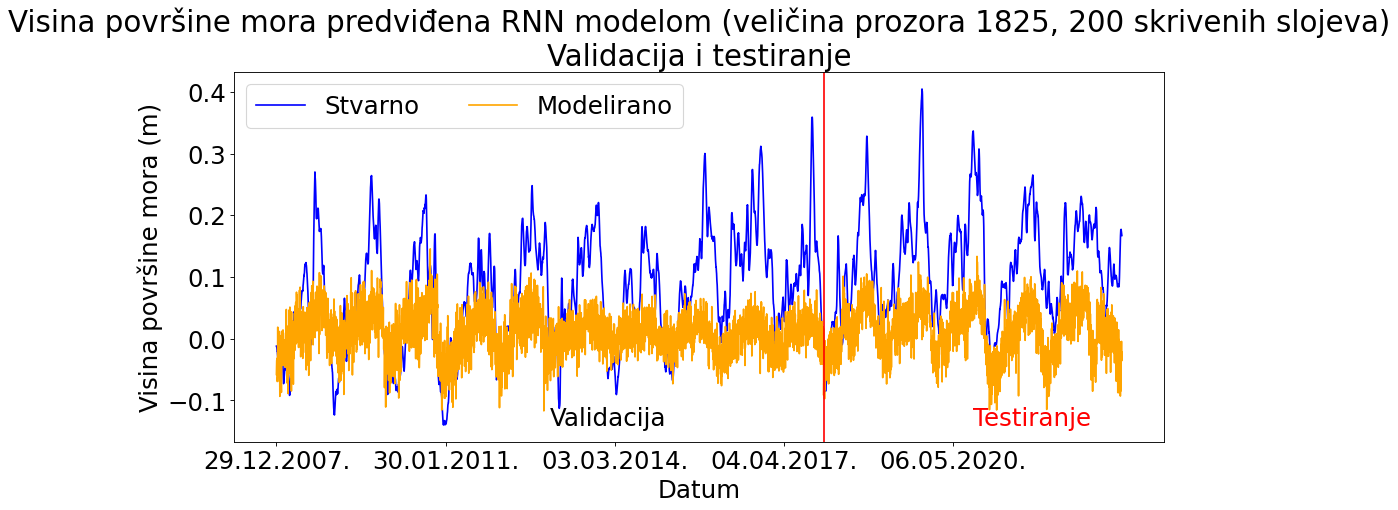 Visina površine mora predviđena RNN modelom (veličina prozora 1825, 200 skrivenih slojeva)
Validacija i testiranje
Stvarno
Modelirano
Visina površine mora (m)
0.4
0.3
0.2
0.1
0.0
−0.1
Validacija
Testiranje
29.12.2007.
30.01.2011.
03.03.2014.
04.04.2017.
06.05.2020.
Datum